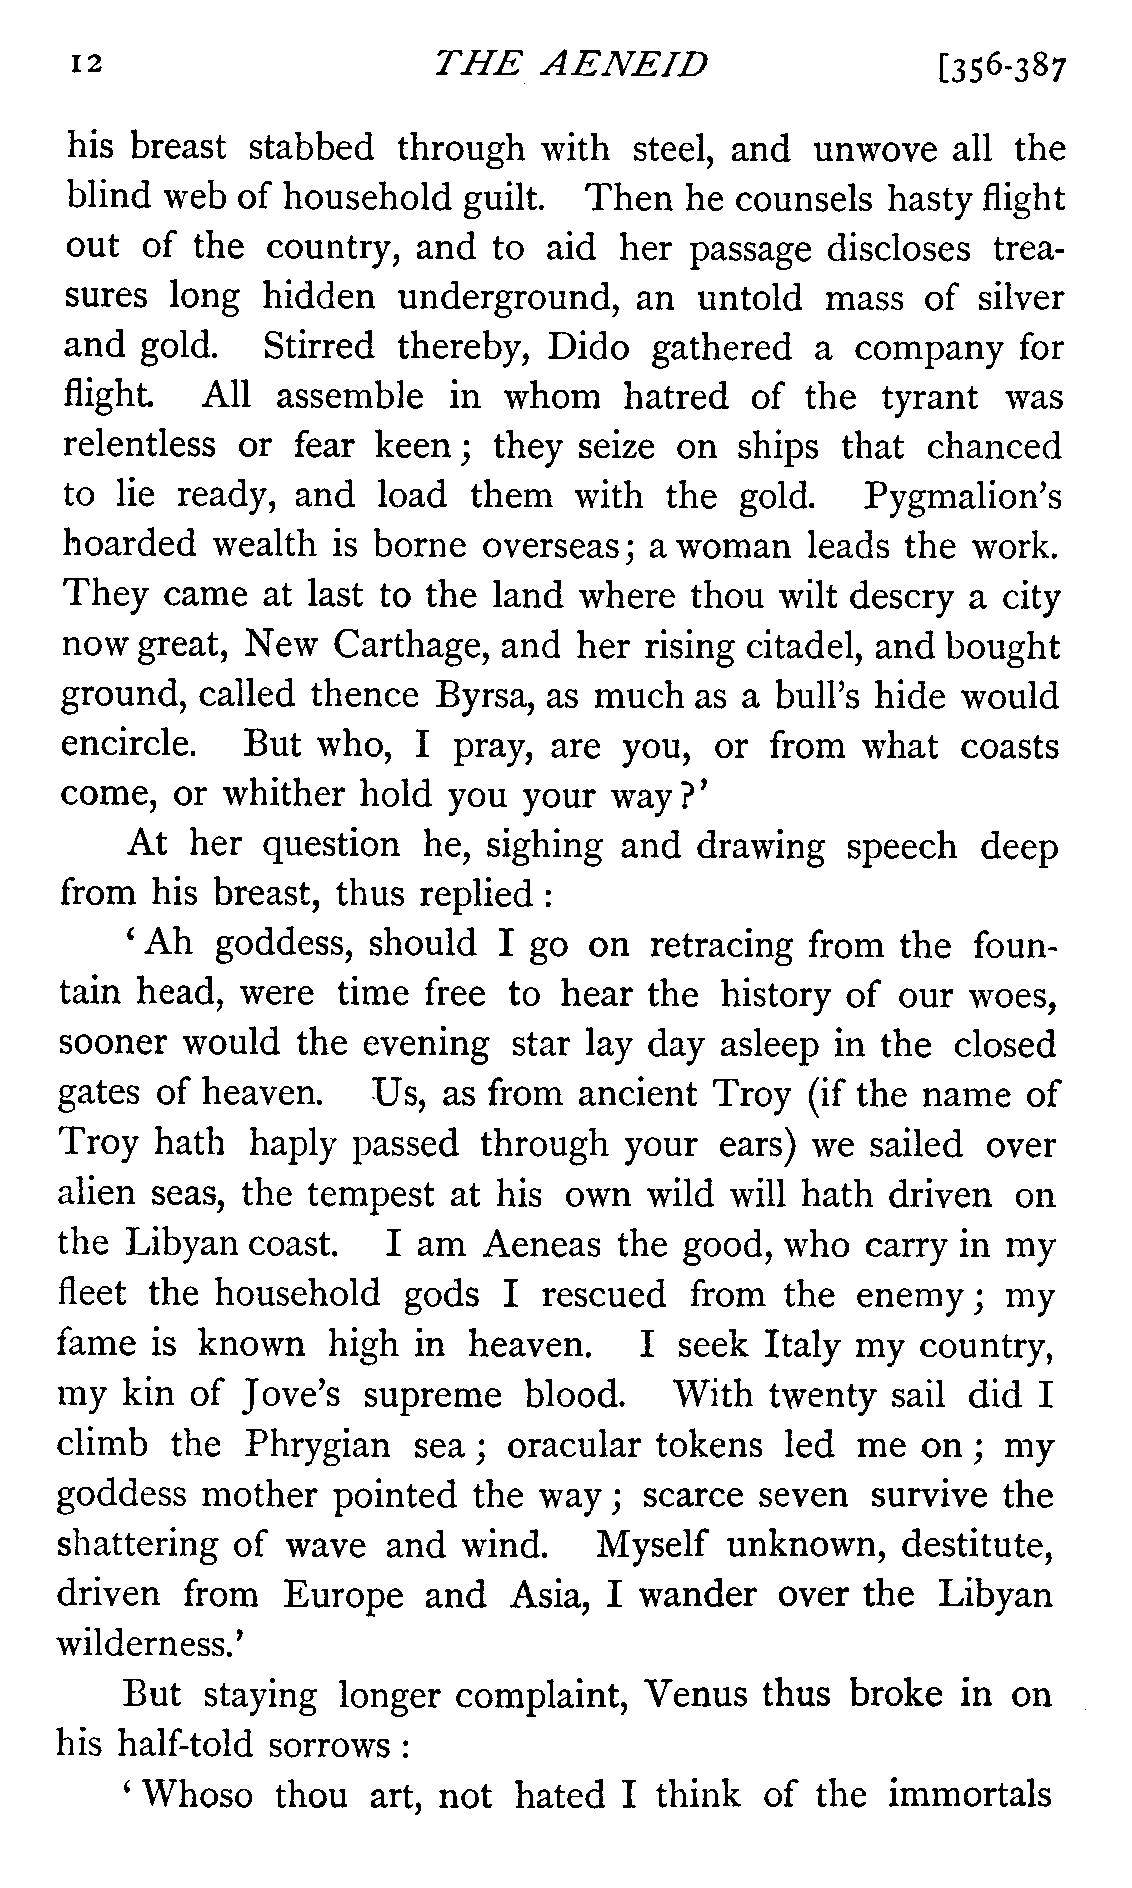 12 THE AENEID [356-387
his breast stabbed through with steel, and unwove all the
blind web of household guilt. Then he counsels hasty flight
out of the country, and to aid her passage discloses trea-
sures long hidden underground, an untold mass of silver
and gold. Stirred thereby, Dido gathered a company for
flight. All assemble in whom hatred of the tyrant was
relentless or fear keen ; they seize on ships that chanced
to lie ready, and load them with the gold. Pygmalion's
hoarded wealth is borne overseas; a woman leads the work.
They came at last to the land where thou wilt descry a city
now great, New Carthage, and her rising citadel, and bought
ground, called thence Byrsa, as much as a bull's hide would
encircle. But who, I pray, are you, or from what coasts
come, or whither hold you your way ?'
At her question he, sighing and drawing speech deep
from his breast, thus replied :
' Ah goddess, should I go on retracing from the foun-
tain head, were time free to hear the history of our woes,
sooner would the evening star lay day asleep in the closed
gates of heaven. Us, as from ancient Troy (if the name of
Troy hath haply passed through your ears) we sailed over
alien seas, the tempest at his own wild will hath driven on
the Libyan coast. I am Aeneas the good, who carry in my
fleet the household gods I rescued from the enemy ; my
fame is known high in heaven. I seek Italy my country,
my kin of Jove's supreme blood. With twenty sail did I
climb the Phrygian sea ; oracular tokens led me on ; my
goddess mother pointed the way ; scarce seven survive the
shattering of wave and wind. Myself unknown, destitute,
driven from Europe and Asia, I wander over the Libyan
wilderness.'
But staying longer complaint, Venus thus broke in on
his half-told sorrows :
' Whoso thou art, not hated I think of the immortals